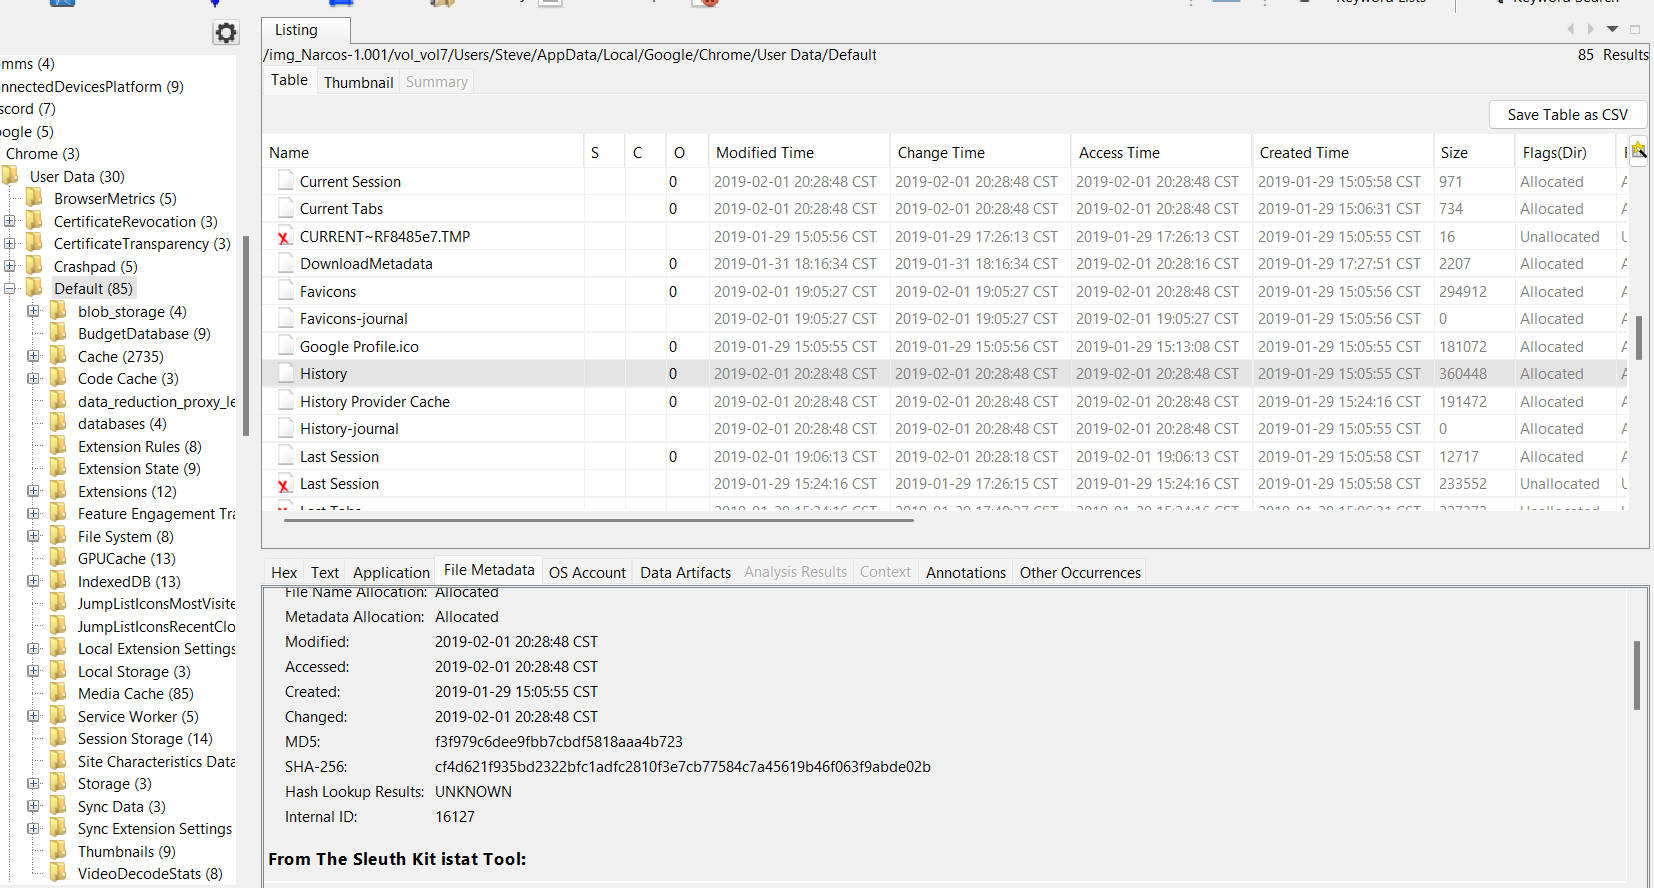 Keyword Lists
Keyword Search
Listing
/img_Narcos-1.001/vol_vol7/Users/Steve/AppData/Local/Google/Chrome/User Data/Default
85 Results
Table Thumbnail Summary
Save Table as CSV
Name S C O Modified Time Change Time Access Time Created Time Size Flags(Dir)
Current Session 0 2019-02-01 20:28:48 CST 2019-02-01 20:28:48 CST 2019-02-01 20:28:48 CST 2019-01-29 15:05:58 CST 971 Allocated
Current Tabs 0 2019-02-01 20:28:48 CST 2019-02-01 20:28:48 CST 2019-02-01 20:28:48 CST 2019-01-29 15:06:31 CST 734 Allocated
CURRENT~RF8485e7.TMP 2019-01-29 15:05:56 CST 2019-01-29 17:26:13 CST 2019-01-29 17:26:13 CST 2019-01-29 15:05:55 CST 16 Unallocated
DownloadMetadata 0 2019-01-31 18:16:34 CST 2019-01-31 18:16:34 CST 2019-02-01 20:28:16 CST 2019-01-29 17:27:51 CST 2207 Allocated
Favicons 0 2019-02-01 19:05:27 CST 2019-02-01 19:05:27 CST 2019-02-01 20:28:48 CST 2019-01-29 15:05:56 CST 294912 Allocated
Favicons-journal 2019-02-01 19:05:27 CST 2019-02-01 19:05:27 CST 2019-02-01 19:05:27 CST 2019-01-29 15:05:56 CST 0 Allocated
Google Profile.ico 0 2019-01-29 15:05:55 CST 2019-01-29 15:05:56 CST 2019-01-29 15:13:08 CST 2019-01-29 15:05:55 CST 181072 Allocated
History 0 2019-02-01 20:28:48 CST 2019-02-01 20:28:48 CST 2019-02-01 20:28:48 CST 2019-01-29 15:05:55 CST 360448 Allocated
History Provider Cache 0 2019-02-01 20:28:48 CST 2019-02-01 20:28:48 CST 2019-02-01 20:28:48 CST 2019-01-29 15:24:16 CST 191472 Allocated
History-journal 2019-02-01 20:28:48 CST 2019-02-01 20:28:48 CST 2019-02-01 20:28:48 CST 2019-01-29 15:05:55 CST 0 Allocated
Last Session 0 2019-02-01 19:06:13 CST 2019-02-01 20:28:18 CST 2019-02-01 19:06:13 CST 2019-01-29 15:05:58 CST 12717 Allocated
Last Session 2019-01-29 15:24:16 CST 2019-01-29 17:26:15 CST 2019-01-29 15:24:16 CST 2019-01-29 15:05:58 CST 233552 Unallocated
mms (4)
nnectedDevicesPlatform (9)
scord (7)
ogle (5)
Chrome (3)
User Data (30)
BrowserMetrics (5)
CertificateRevocation (3)
CertificateTransparency (3)
Crashpad (5)
Default (85)
blob_storage (4)
BudgetDatabase (9)
Cache (2735)
Code Cache (3)
data_reduction_proxy_le
databases (4)
Extension Rules (8)
Extension State (9)
Extensions (12)
Feature Engagement Tra
File System (8)
GPUCache (13)
IndexedDB (13)
JumpListIconsMostVisite
JumpListIconsRecentClo
Local Extension Settings
Local Storage (3)
Media Cache (85)
Service Worker (5)
Session Storage (14)
Site Characteristics Data
Storage (3)
Sync Data (3)
Sync Extension Settings
Thumbnails (9)
VideoDecodeStats (8)
Hex Text Application File Metadata OS Account Data Artifacts Analysis Results Context Annotations Other Occurrences
File Name Allocation: Allocated
Metadata Allocation: Allocated
Modified: 2019-02-01 20:28:48 CST
Accessed: 2019-02-01 20:28:48 CST
Created: 2019-01-29 15:05:55 CST
Changed: 2019-02-01 20:28:48 CST
MD5: f3f979c6dee9fbb7cbdf5818aaa4b723
SHA-256: cf4d621f935bd2322bfc1adfc2810f3e7cb77584c7a45619b46f063f9abde02b
Hash Lookup Results: UNKNOWN
Internal ID: 16127
From The Sleuth Kit istat Tool: